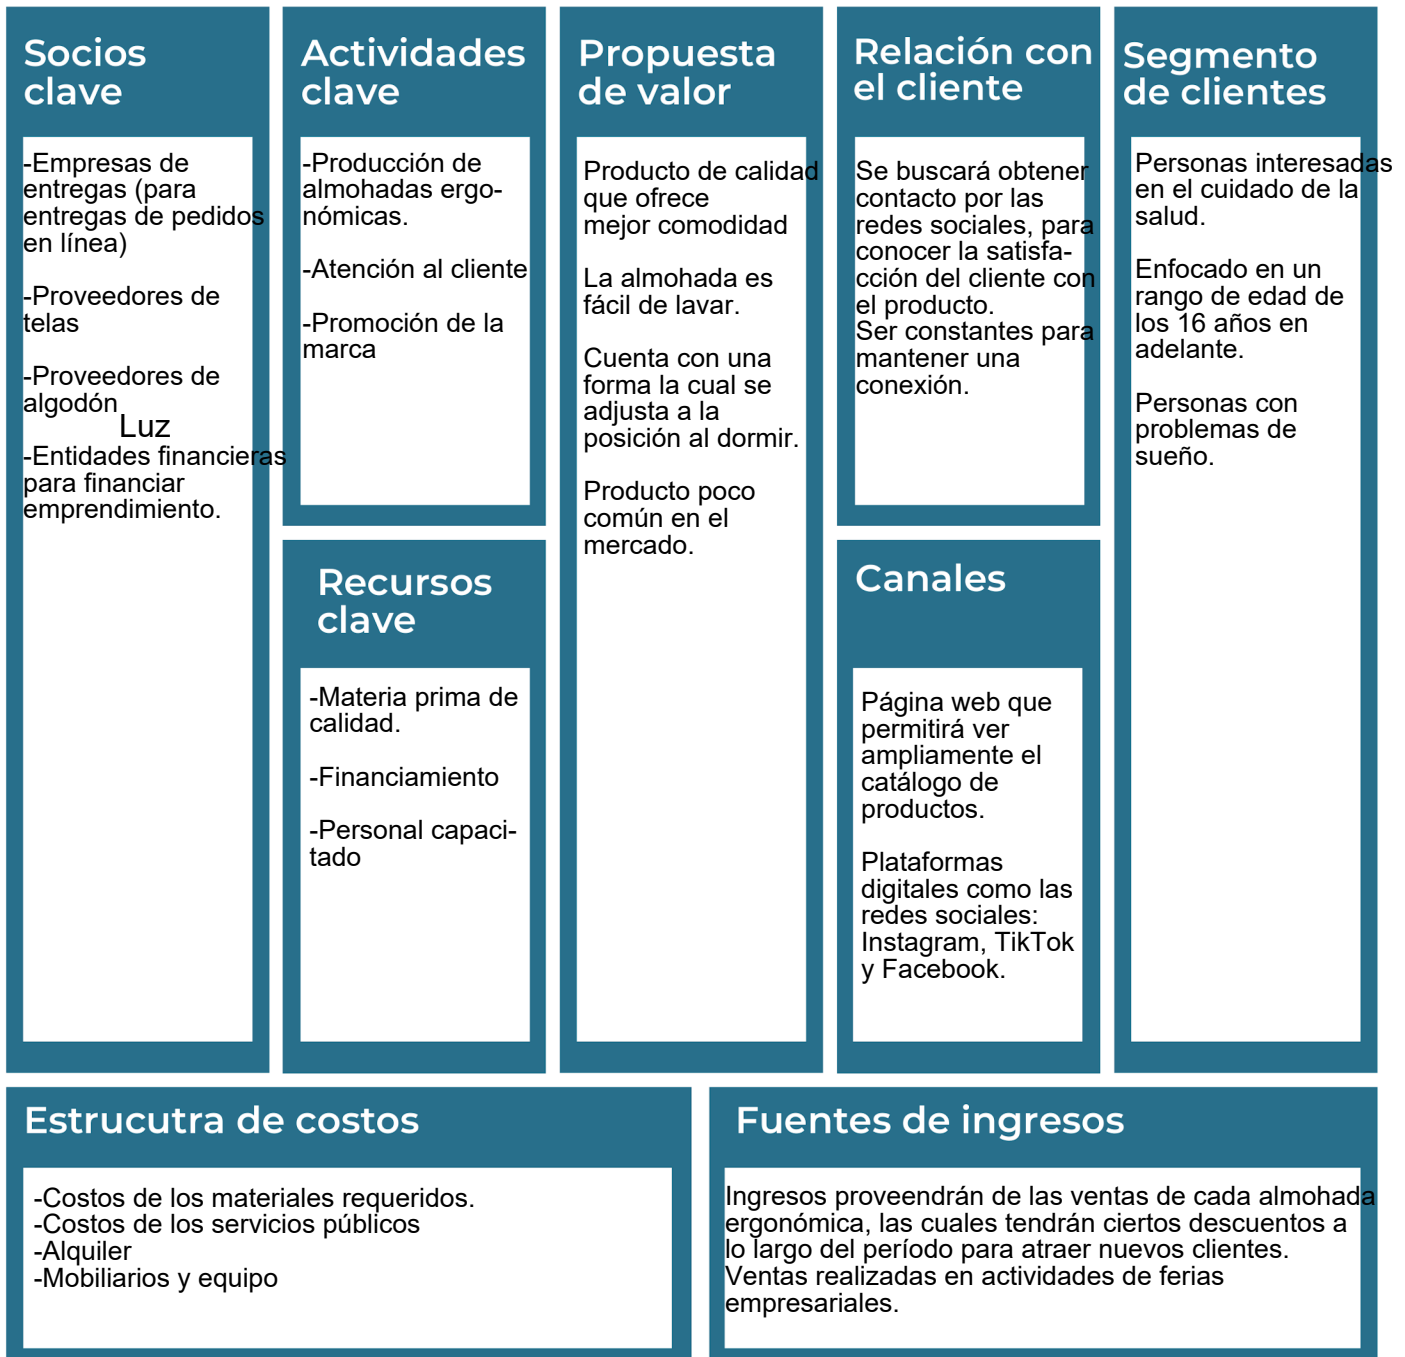 Socios
clave
-Empresas de
entregas (para
entregas de pedidos
en línea)
-Proveedores de
telas
-Proveedores de
algodón
Luz
-Entidades financieras
para financiar
emprendimiento.
Actividades
clave
-Producción de
almohadas ergo-
nómicas.
-Atención al cliente
-Promoción de la
marca
Recursos
clave
-Materia prima de
calidad.
-Financiamiento
-Personal capaci-
tado
Propuesta
de valor
Producto de calidad
que ofrece
mejor comodidad
La almohada es
fácil de lavar.
Cuenta con una
forma la cual se
adjusta a la
posición al dormir.
Producto poco
común en el
mercado.
Relación con
el cliente
Se buscará obtener
contacto por las
redes sociales, para
conocer la satisfa-
cción del cliente con
el producto.
Ser constantes para
mantener una
conexión.
Canales
Página web que
permitirá ver
ampliamente el
catálogo de
productos.
Plataformas
digitales como las
redes sociales:
Instagram, TikTok
y Facebook.
Segmento
de clientes
Personas interesadas
en el cuidado de la
salud.
Enfocado en un
rango de edad de
los 16 años en
adelante.
Personas con
problemas de
sueño.
Estrucutra de costos
-Costos de los materiales requeridos.
-Costos de los servicios públicos
-Alquiler
-Mobiliarios y equipo
Fuentes de ingresos
Ingresos proveendrán de las ventas de cada almohada
ergonómica, las cuales tendrán ciertos descuentos a
lo largo del período para atraer nuevos clientes.
Ventas realizadas en actividades de ferias
empresariales.